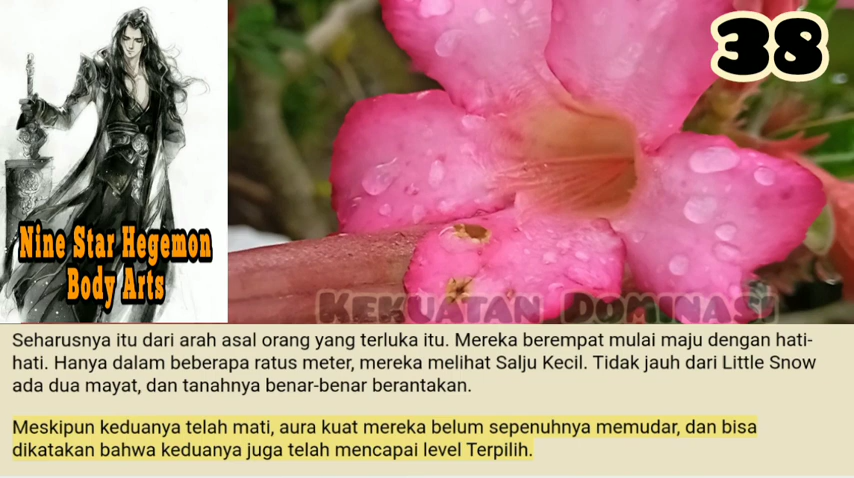 38
Nine Star Hegemon
Body Arts
Kekuatan Dominasi
Seharusnya itu dari arah asal orang yang terluka itu. Mereka berempat mulai maju dengan hati-
hati. Hanya dalam beberapa ratus meter, mereka melihat Salju Kecil. Tidak jauh dari Little Snow
ada dua mayat, dan tanahnya benar-benar berantakan.
Meskipun keduanya telah mati, aura kuat mereka belum sepenuhnya memudar, dan bisa
dikatakan bahwa keduanya juga telah mencapai level Terpilih.